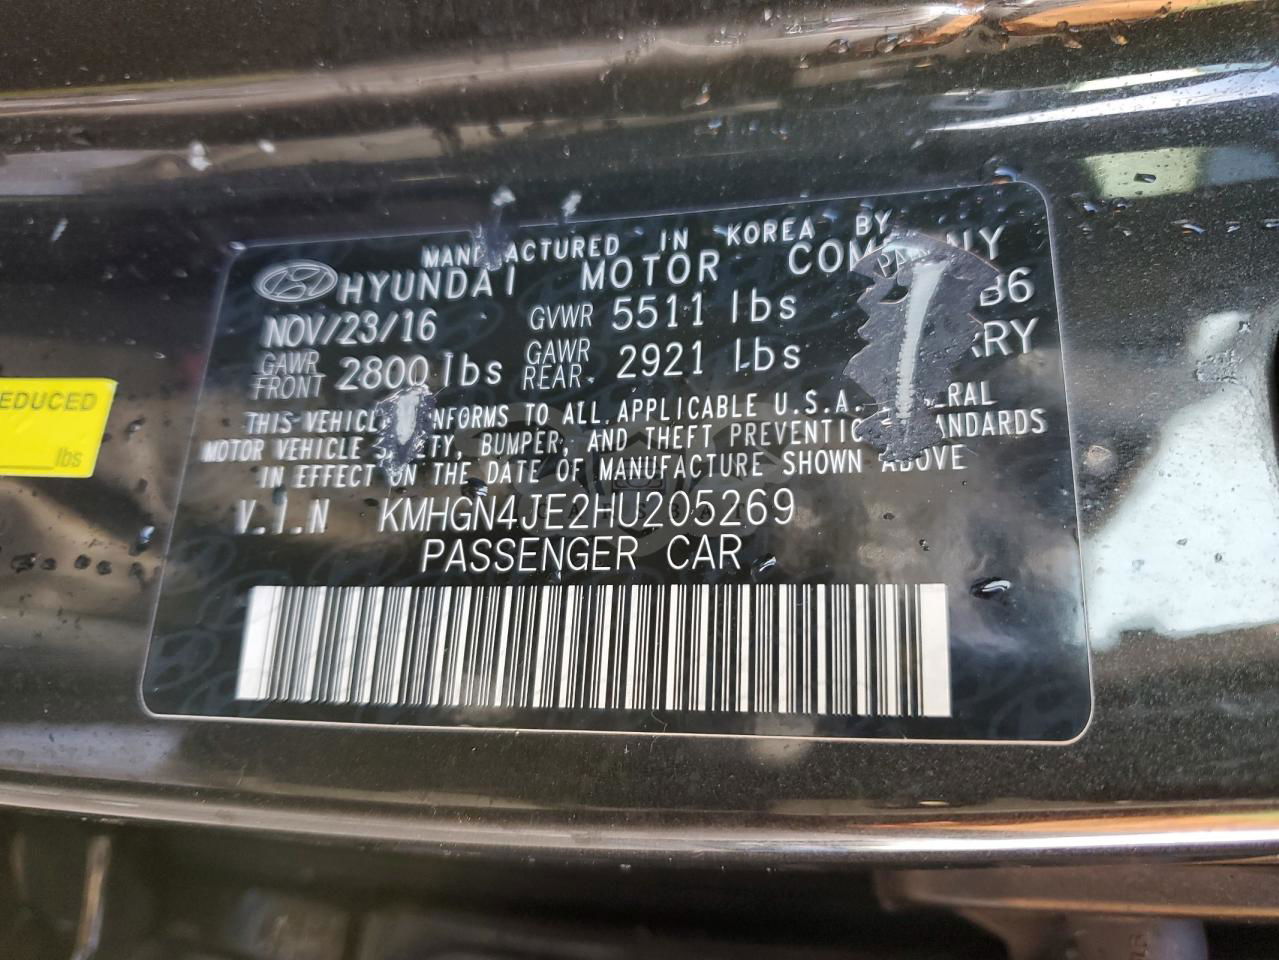 MANUFACTURED IN KOREA BY
HYUNDAI MOTOR COMPANY
NOV/23/16 GVWR 5511 lbs B6
GAWR FRONT 2800 lbs GAWR REAR 2921 lbs RY
THIS VEHICLE CONFORMS TO ALL APPLICABLE U.S.A. FEDERAL
MOTOR VEHICLE SAFETY, BUMPER, AND THEFT PREVENTION STANDARDS
IN EFFECT ON THE DATE OF MANUFACTURE SHOWN ABOVE
V.I.N KMHGN4JE2HU205269
PASSENGER CAR
EDUCED
lbs